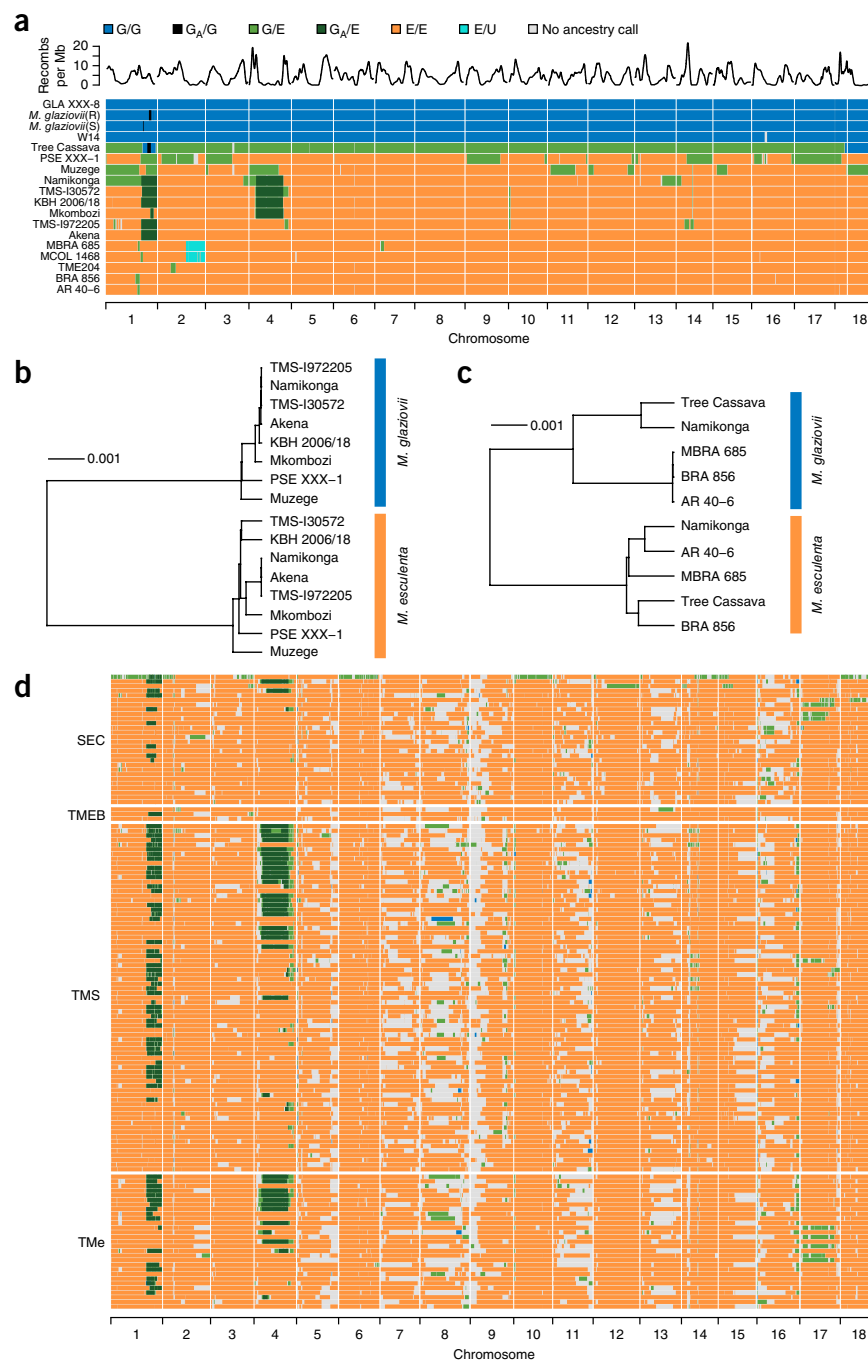 a
G/G G_A/G G/E G_A/E E/E E/U No ancestry call
Recombs per Mb
20
10
0
GLA XXX-8
M. glaziovii(R)
M. glaziovii(S)
W14
Tree Cassava
PSE XXX-1
Muzege
Namikonga
TMS-I30572
KBH 2006/18
Mkombozi
TMS-I972205
Akena
MBRA 685
MCOL 1468
TME204
BRA 856
AR 40-6
1 2 3 4 5 6 7 8 9 10 11 12 13 14 15 16 17 18
Chromosome
b
TMS-I972205
Namikonga
TMS-I30572
Akena
KBH 2006/18
Mkombozi
PSE XXX-1
Muzege
0.001
M. glaziovii
TMS-I30572
KBH 2006/18
Namikonga
Akena
TMS-I972205
Mkombozi
PSE XXX-1
Muzege
M. esculenta
c
Tree Cassava
Namikonga
MBRA 685
BRA 856
AR 40-6
0.001
M. glaziovii
Namikonga
AR 40-6
MBRA 685
Tree Cassava
BRA 856
M. esculenta
d
SEC
TMEB
TMS
TMe
1 2 3 4 5 6 7 8 9 10 11 12 13 14 15 16 17 18
Chromosome